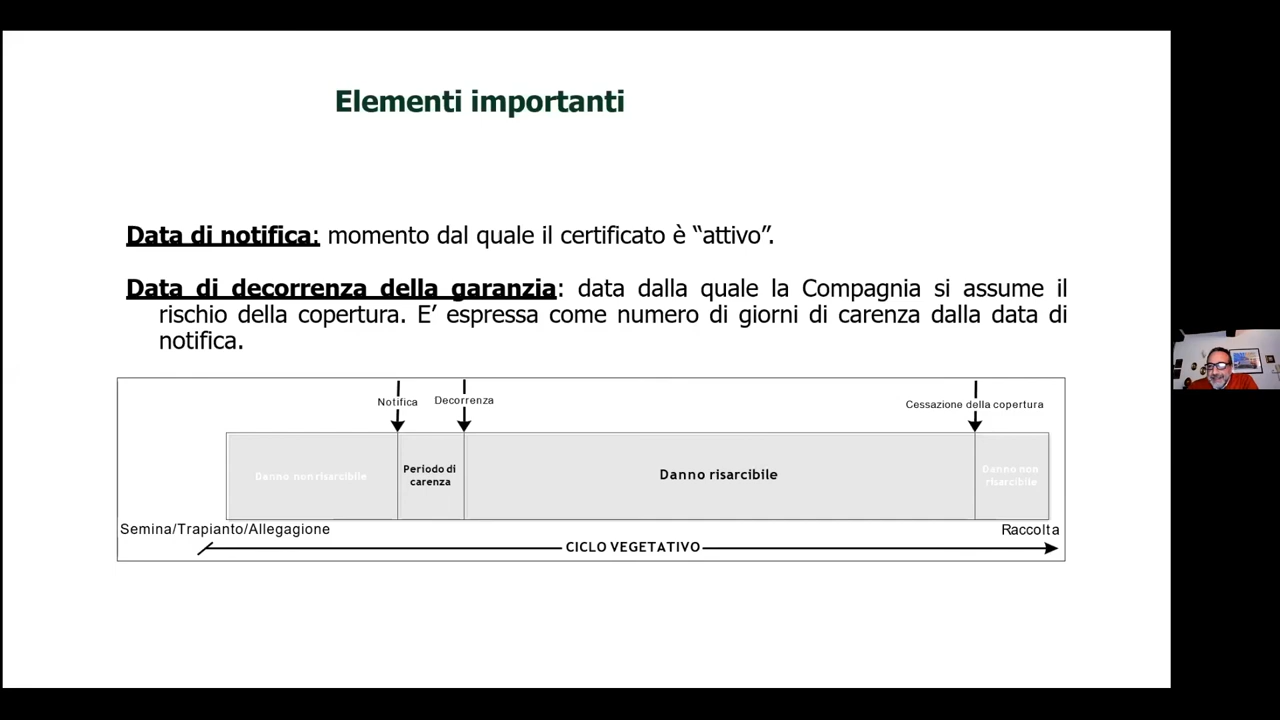 Elementi importanti
Data di notifica: momento dal quale il certificato è “attivo”.
Data di decorrenza della garanzia: data dalla quale la Compagnia si assume il
rischio della copertura. E’ espressa come numero di giorni di carenza dalla data di
notifica.
Notifica
Decorrenza
Cessazione della copertura
Danno non risarcibile
Periodo di
carenza
Danno risarcibile
Danno non
risarcibile
Semina/Trapianto/Allegagione
Raccolta
CICLO VEGETATIVO